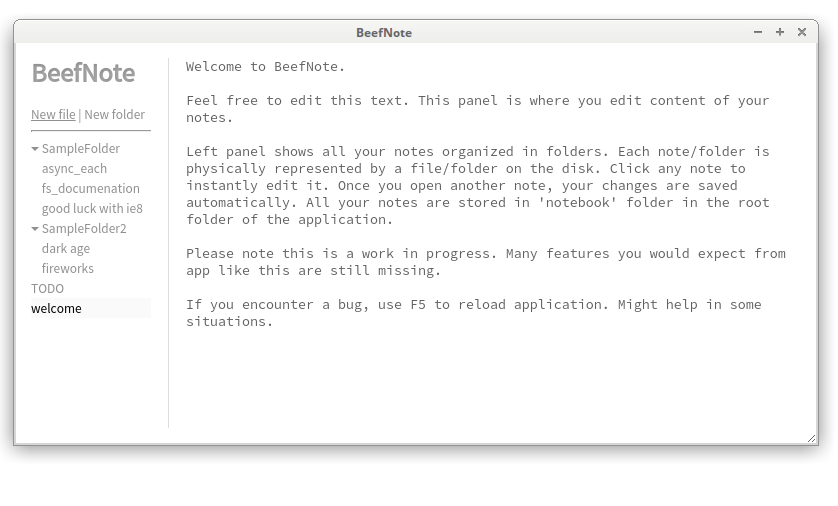 BeefNote
BeefNote
New file | New folder
SampleFolder
async_each
fs_documenation
good luck with ie8
SampleFolder2
dark age
fireworks
TODO
welcome
Welcome to BeefNote.
Feel free to edit this text. This panel is where you edit content of your
notes.
Left panel shows all your notes organized in folders. Each note/folder is
physically represented by a file/folder on the disk. Click any note to
instantly edit it. Once you open another note, your changes are saved
automatically. All your notes are stored in 'notebook' folder in the root
folder of the application.
Please note this is a work in progress. Many features you would expect from
app like this are still missing.
If you encounter a bug, use F5 to reload application. Might help in some
situations.